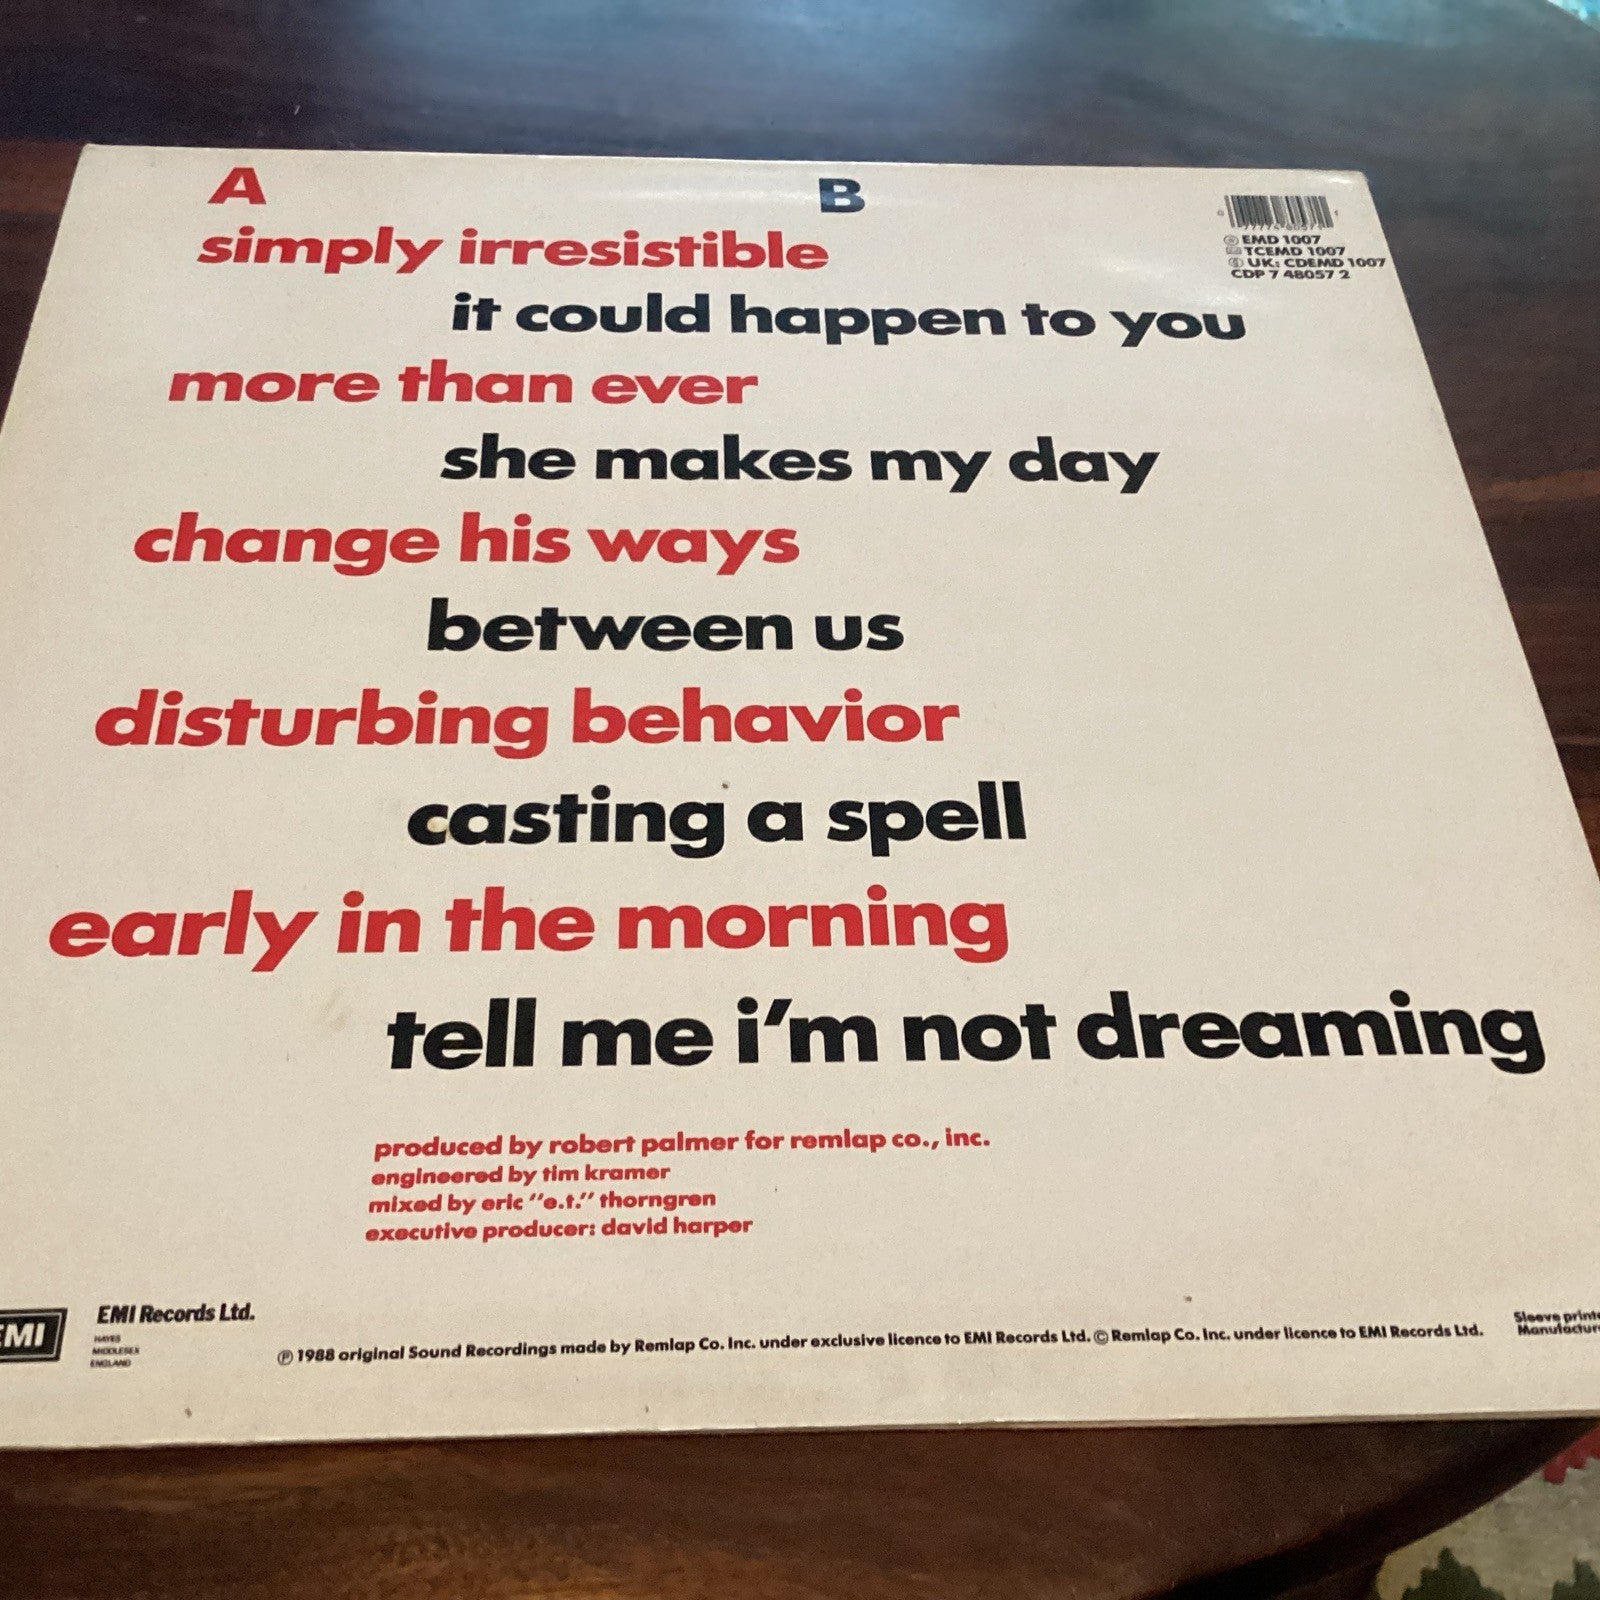 A
B
simply irresistible
it could happen to you
more than ever
she makes my day
change his ways
between us
disturbing behavior
casting a spell
early in the morning
tell me i'm not dreaming
EMD 1007
TCEMD 1007
UK: CDEMD 1007
CDP 7 48057 2
produced by robert palmer for remlap co., inc.
engineered by tim kramer
mixed by eric "e.t." thorngren
executive producer: david harper
EMI
EMI Records Ltd.
HAYES
MIDDLESEX
ENGLAND
℗ 1988 original Sound Recordings made by Remlap Co. Inc. under exclusive licence to EMI Records Ltd. © Remlap Co. Inc. under licence to EMI Records Ltd.
Sleeve